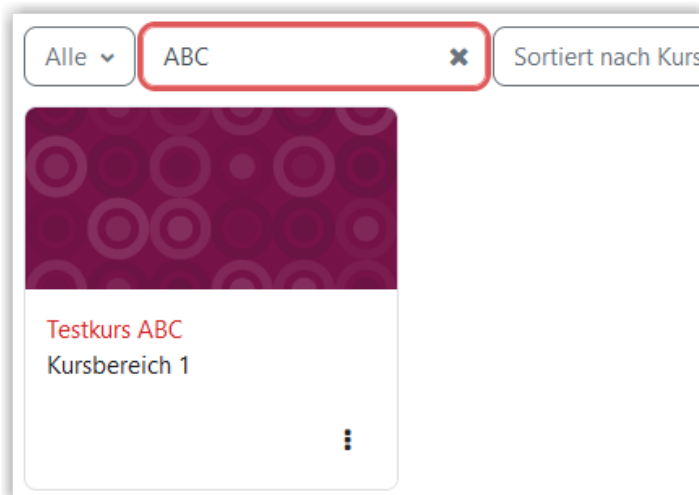 Alle
ABC
Sortiert nach Kurs
Testkurs ABC
Kursbereich 1